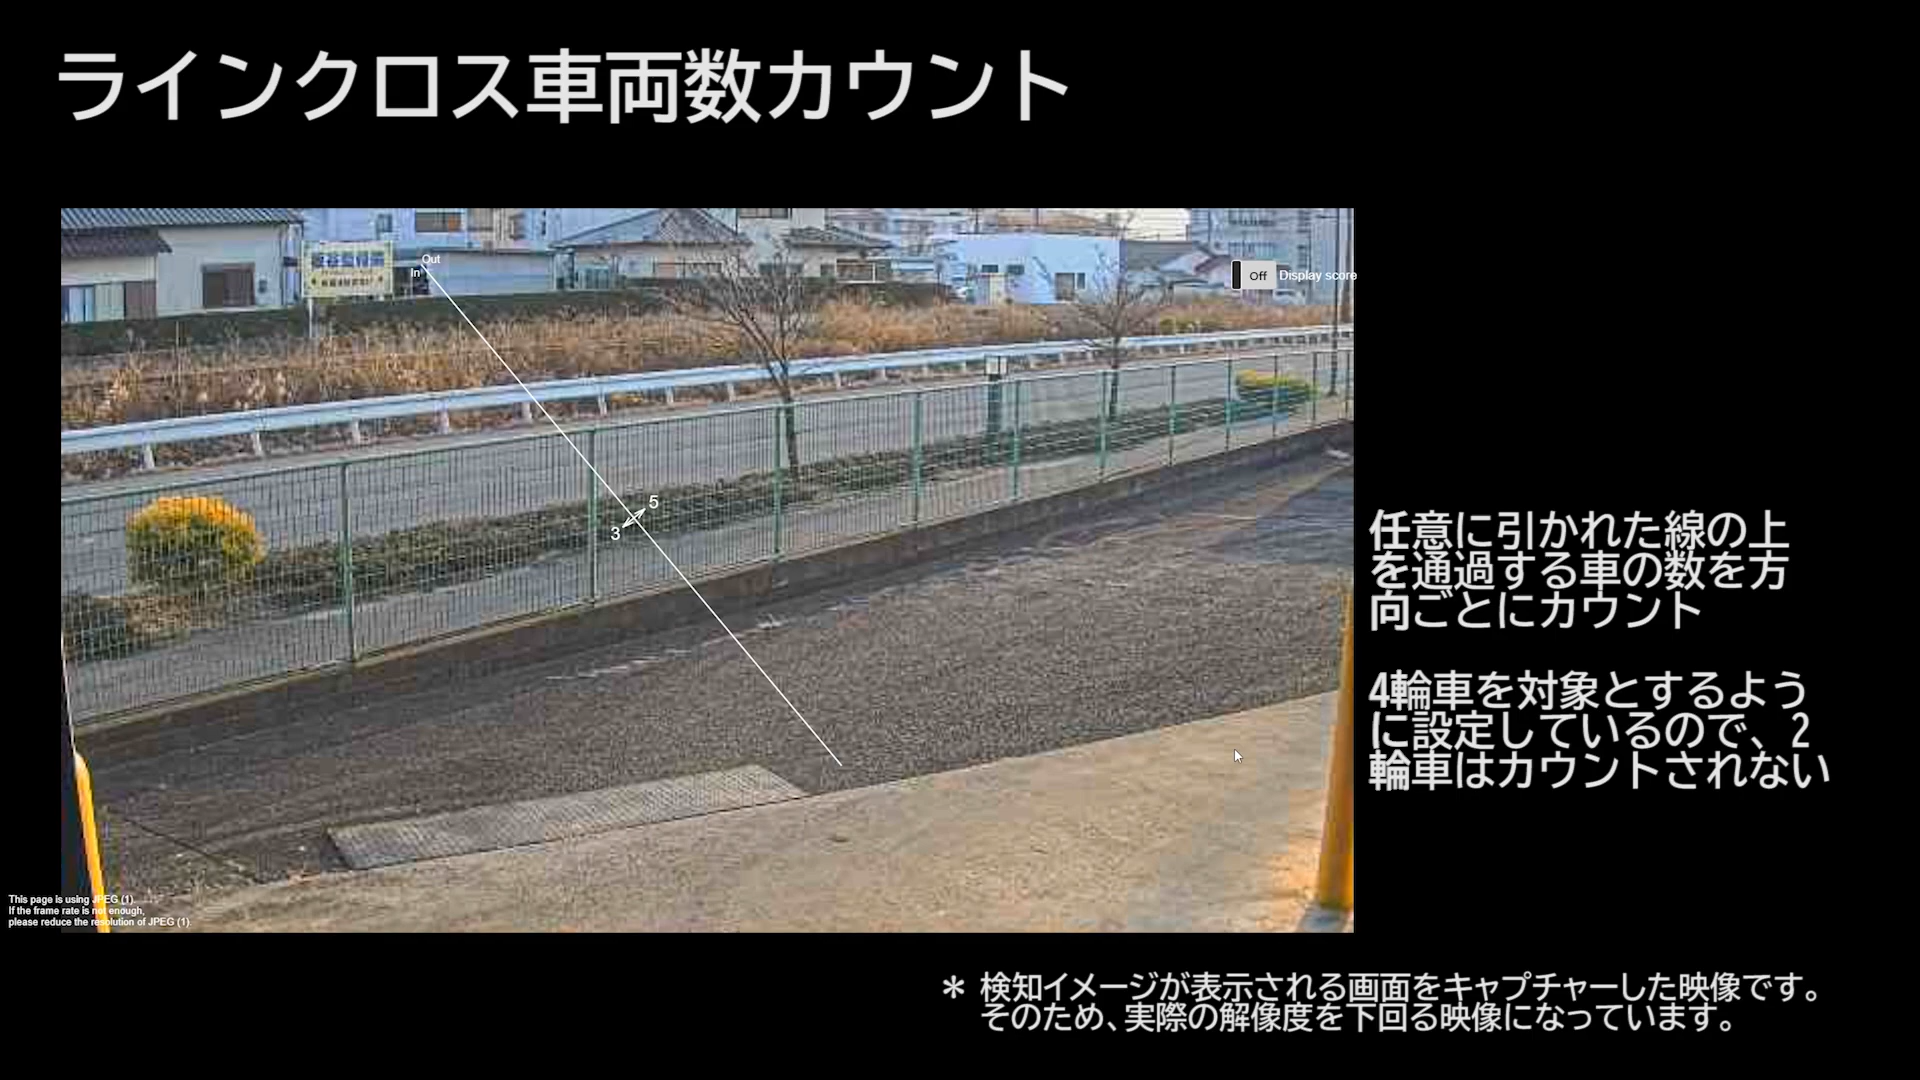 ラインクロス車両数カウント
Out
In
Off Display score
5
3
任意に引かれた線の上
を通過する車の数を方
向ごとにカウント
4輪車を対象とするよう
に設定しているので、2
輪車はカウントされない
This page is using JPEG (1).
If the frame rate is not enough,
please reduce the resolution of JPEG (1).
＊ 検知イメージが表示される画面をキャプチャーした映像です。
そのため、実際の解像度を下回る映像になっています。